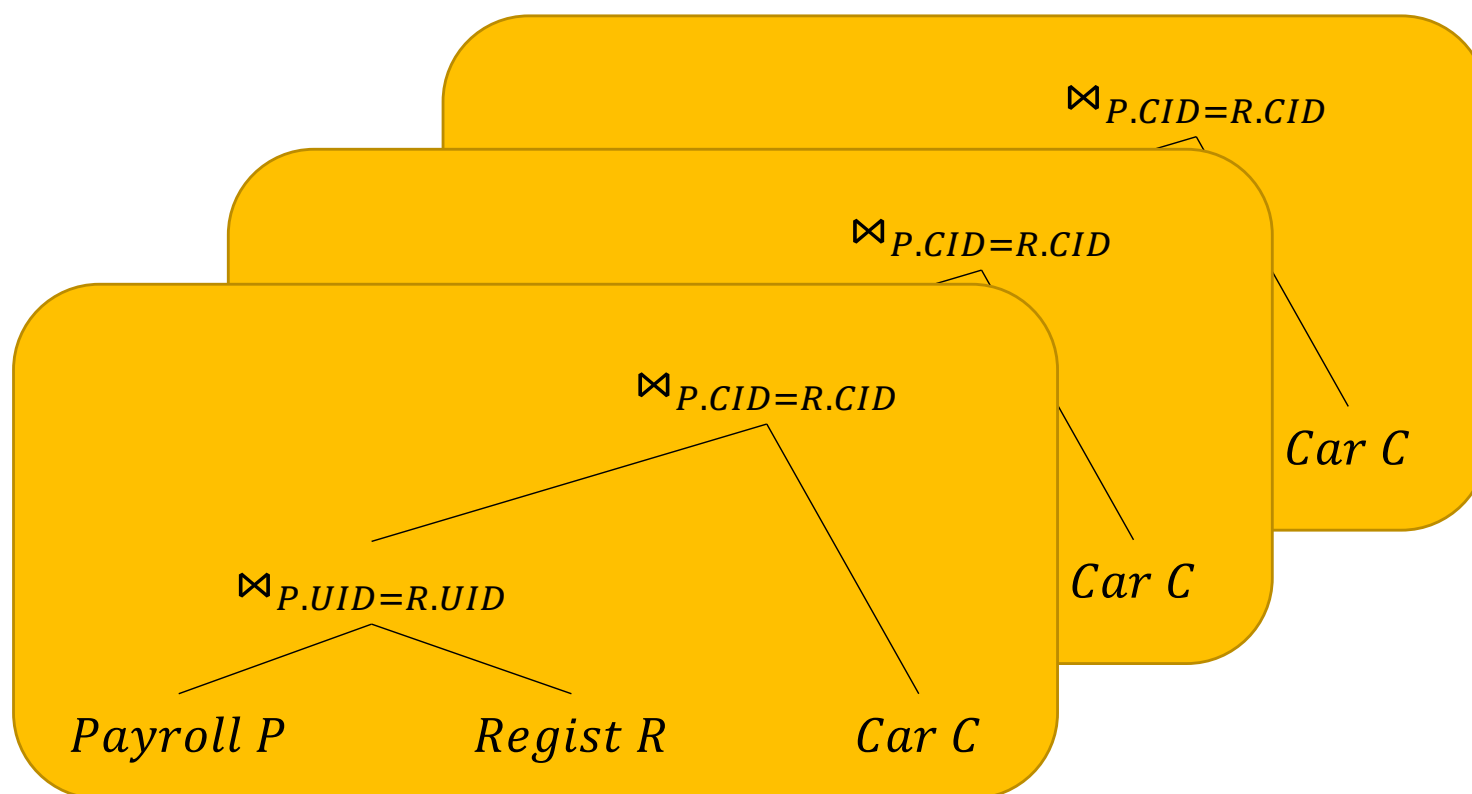 ⋈P.CID=R.CID
⋈P.CID=R.CID
⋈P.CID=R.CID
Car C
Car C
⋈P.UID=R.UID
Payroll P Regist R Car C